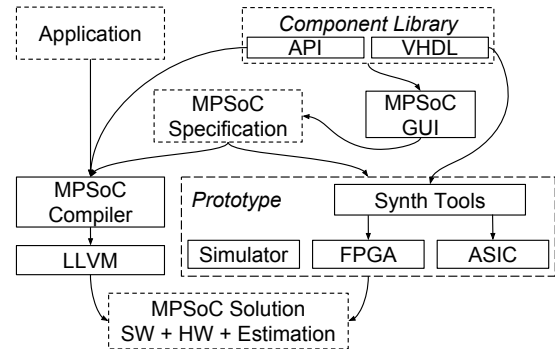 Application
Component Library
API
VHDL
MPSoC
Specification
MPSoC
GUI
MPSoC
Compiler
Prototype
Synth Tools
LLVM
Simulator
FPGA
ASIC
MPSoC Solution
SW + HW + Estimation